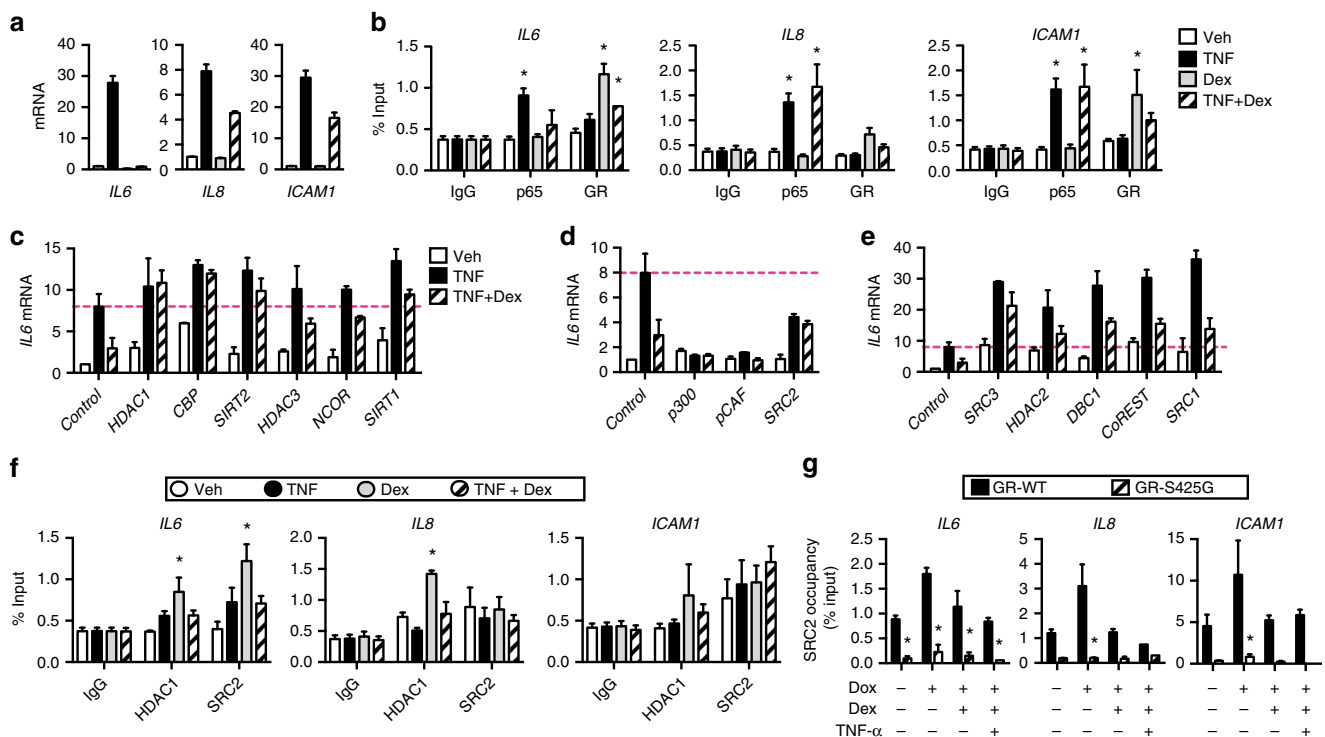 a
mRNA
40
30
20
10
0
IL6
10
8
6
4
2
0
IL8
40
30
20
10
0
ICAM1
b
% Input
IL6
1.5
1.0
0.5
0.0
* * *
IgG p65 GR
IL8
2.5
2.0
1.5
1.0
0.5
0.0
* *
IgG p65 GR
ICAM1
2.5
2.0
1.5
1.0
0.5
0.0
* * *
IgG p65 GR
Veh
TNF
Dex
TNF+Dex
c
IL6 mRNA
15
10
5
0
Control HDAC1 CBP SIRT2 HDAC3 NCOR SIRT1
Veh
TNF
TNF+Dex
d
IL6 mRNA
10
8
6
4
2
0
Control p300 pCAF SRC2
e
IL6 mRNA
40
30
20
10
0
Control SRC3 HDAC2 DBC1 CoREST SRC1
f
Veh TNF Dex TNF + Dex
% Input
IL6
1.5
1.0
0.5
0.0
* *
IgG HDAC1 SRC2
IL8
2.0
1.5
1.0
0.5
0.0
*
IgG HDAC1 SRC2
ICAM1
1.5
1.0
0.5
0.0
IgG HDAC1 SRC2
g
GR-WT GR-S425G
SRC2 occupancy
(% input)
IL6
2.5
2.0
1.5
1.0
0.5
0.0
* * * *
IL8
5
4
3
2
1
0
*
ICAM1
15
10
5
0
*
Dox – + + + – + + + – + + +
Dex – – + + – – + + – – + +
TNF-α – – – + – – – + – – – +